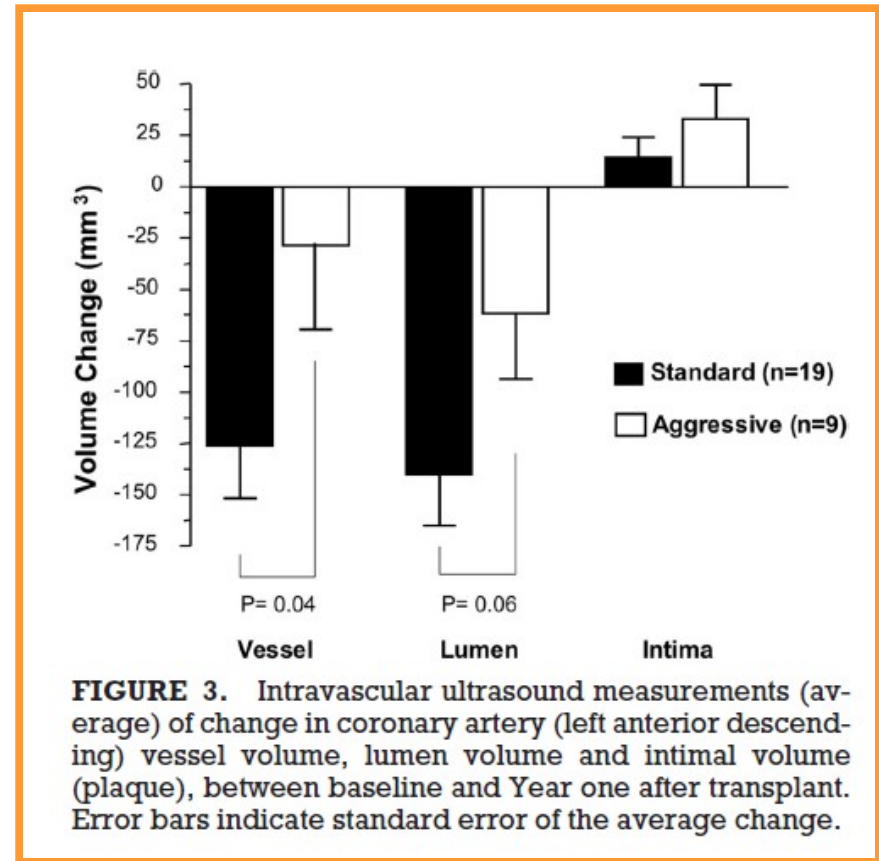 50
25
0
-25
-50
-75
-100
-125
-150
-175
Volume Change (mm³)
Standard (n=19)
Aggressive (n=9)
P= 0.04
P= 0.06
Vessel
Lumen
Intima
FIGURE 3. Intravascular ultrasound measurements (av-
erage) of change in coronary artery (left anterior descend-
ing) vessel volume, lumen volume and intimal volume
(plaque), between baseline and Year one after transplant.
Error bars indicate standard error of the average change.